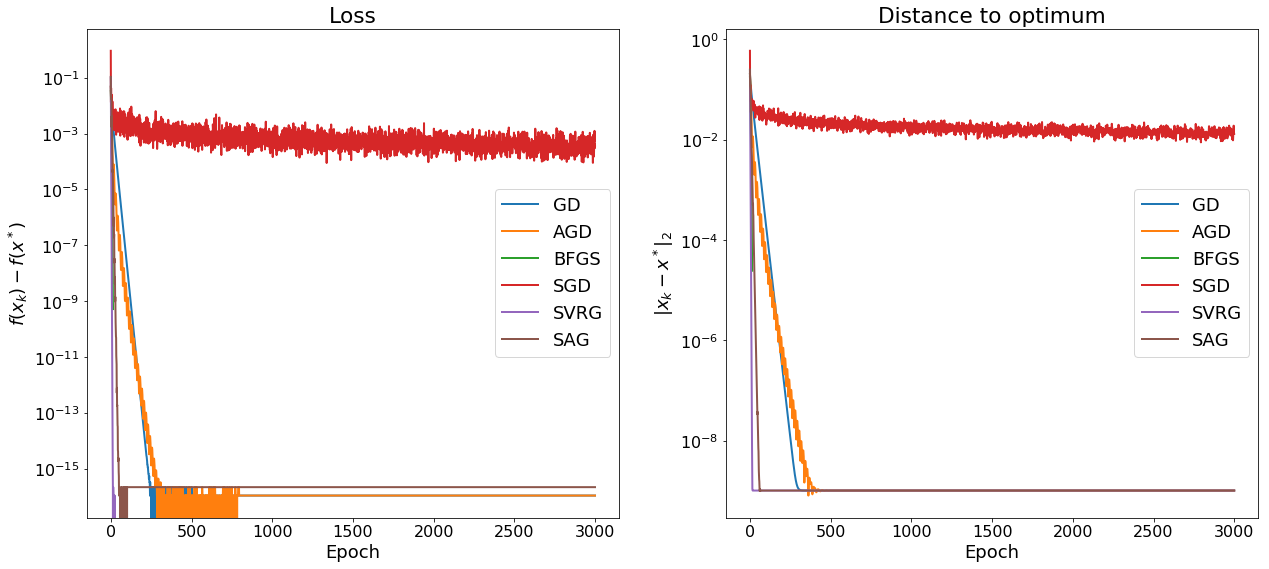 Loss
f(x_k) − f(x^*)
10^−1
10^−3
10^−5
10^−7
10^−9
10^−11
10^−13
10^−15
0 500 1000 1500 2000 2500 3000
Epoch
GD
AGD
BFGS
SGD
SVRG
SAG
Distance to optimum
|x_k − x^*|_2
10^0
10^−2
10^−4
10^−6
10^−8
0 500 1000 1500 2000 2500 3000
Epoch
GD
AGD
BFGS
SGD
SVRG
SAG